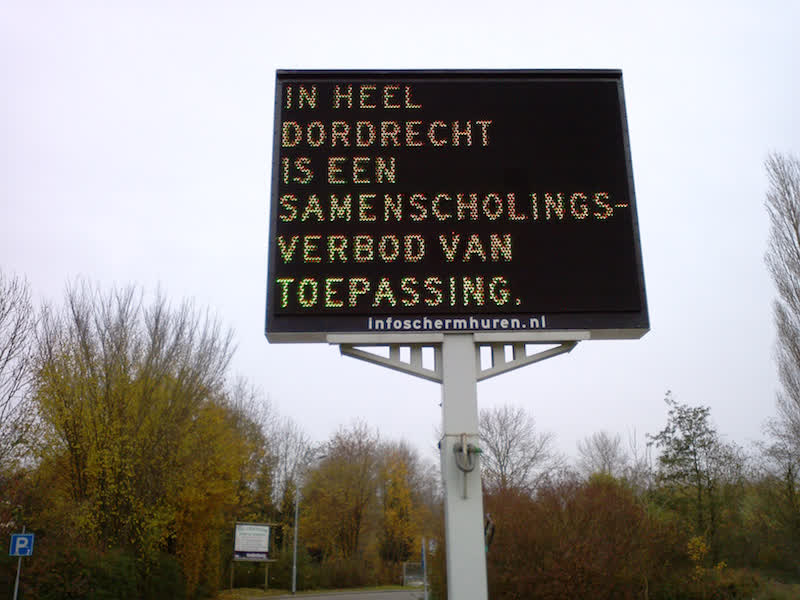 IN HEEL
DORDRECHT
IS EEN
SAMENSCHOLINGS-
VERBOD VAN
TOEPASSING.
infoschermhuren.nl
P